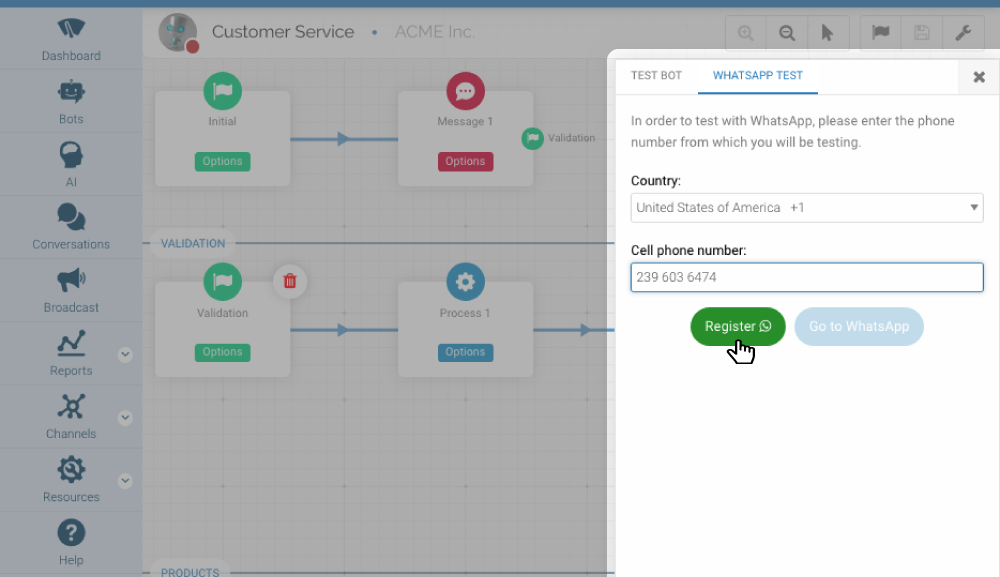 Dashboard
Bots
AI
Conversations
Broadcast
Reports
Channels
Resources
Help
Customer Service • ACME Inc.
Initial
Options
Message 1
Options
Validation
VALIDATION
Validation
Options
Process 1
Options
PRODUCTS
TEST BOT
WHATSAPP TEST
In order to test with WhatsApp, please enter the phone
number from which you will be testing.
Country:
United States of America +1
Cell phone number:
239 603 6474
Register
Go to WhatsApp